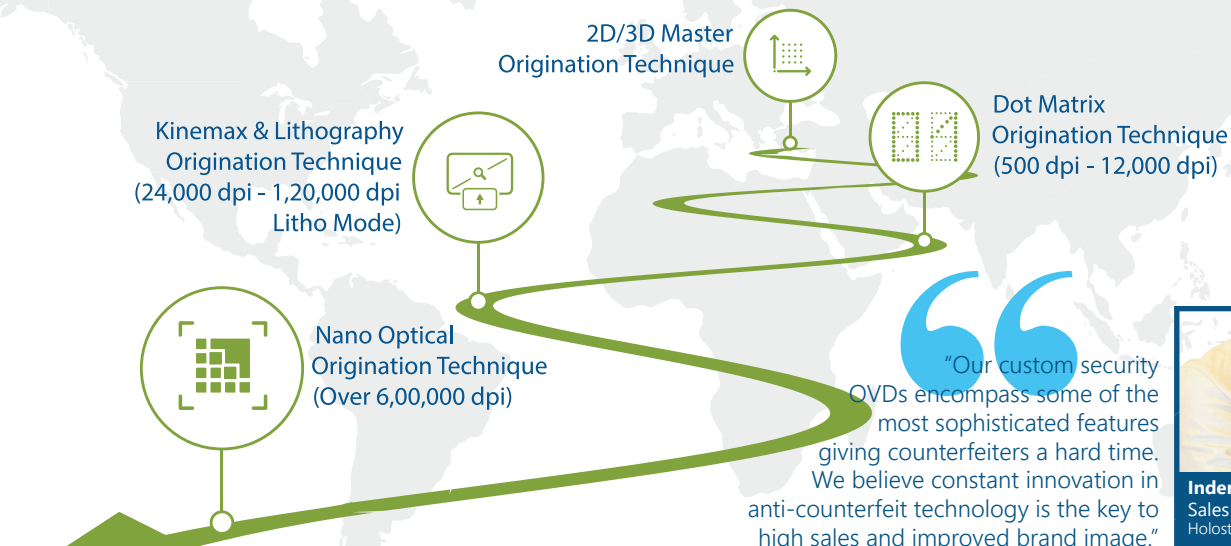 2D/3D Master
Origination Technique
Dot Matrix
Origination Technique
(500 dpi - 12,000 dpi)
Kinemax & Lithography
Origination Technique
(24,000 dpi - 1,20,000 dpi
Litho Mode)
Nano Optical
Origination Technique
(Over 6,00,000 dpi)
"Our custom security
OVDs encompass some of the
most sophisticated features
giving counterfeiters a hard time.
We believe constant innovation in
anti-counterfeit technology is the key to
high sales and improved brand image."
Sales